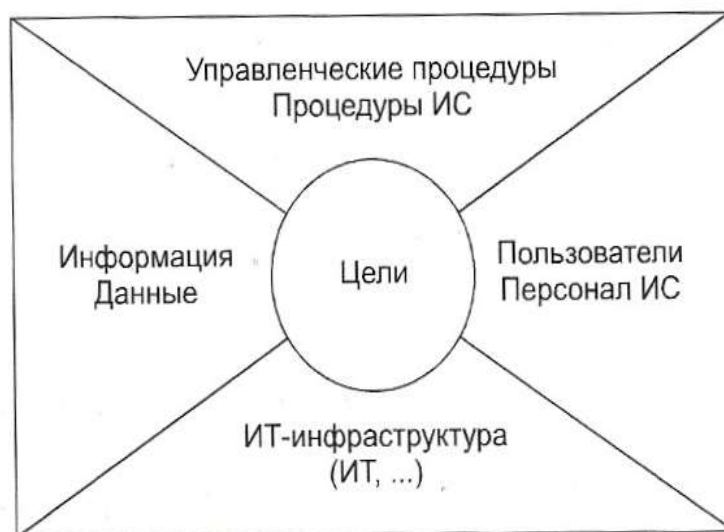 Управленческие процедуры
Процедуры ИС
Информация
Данные
Цели
Пользователи
Персонал ИС
ИТ-инфраструктура
(ИТ, ...)